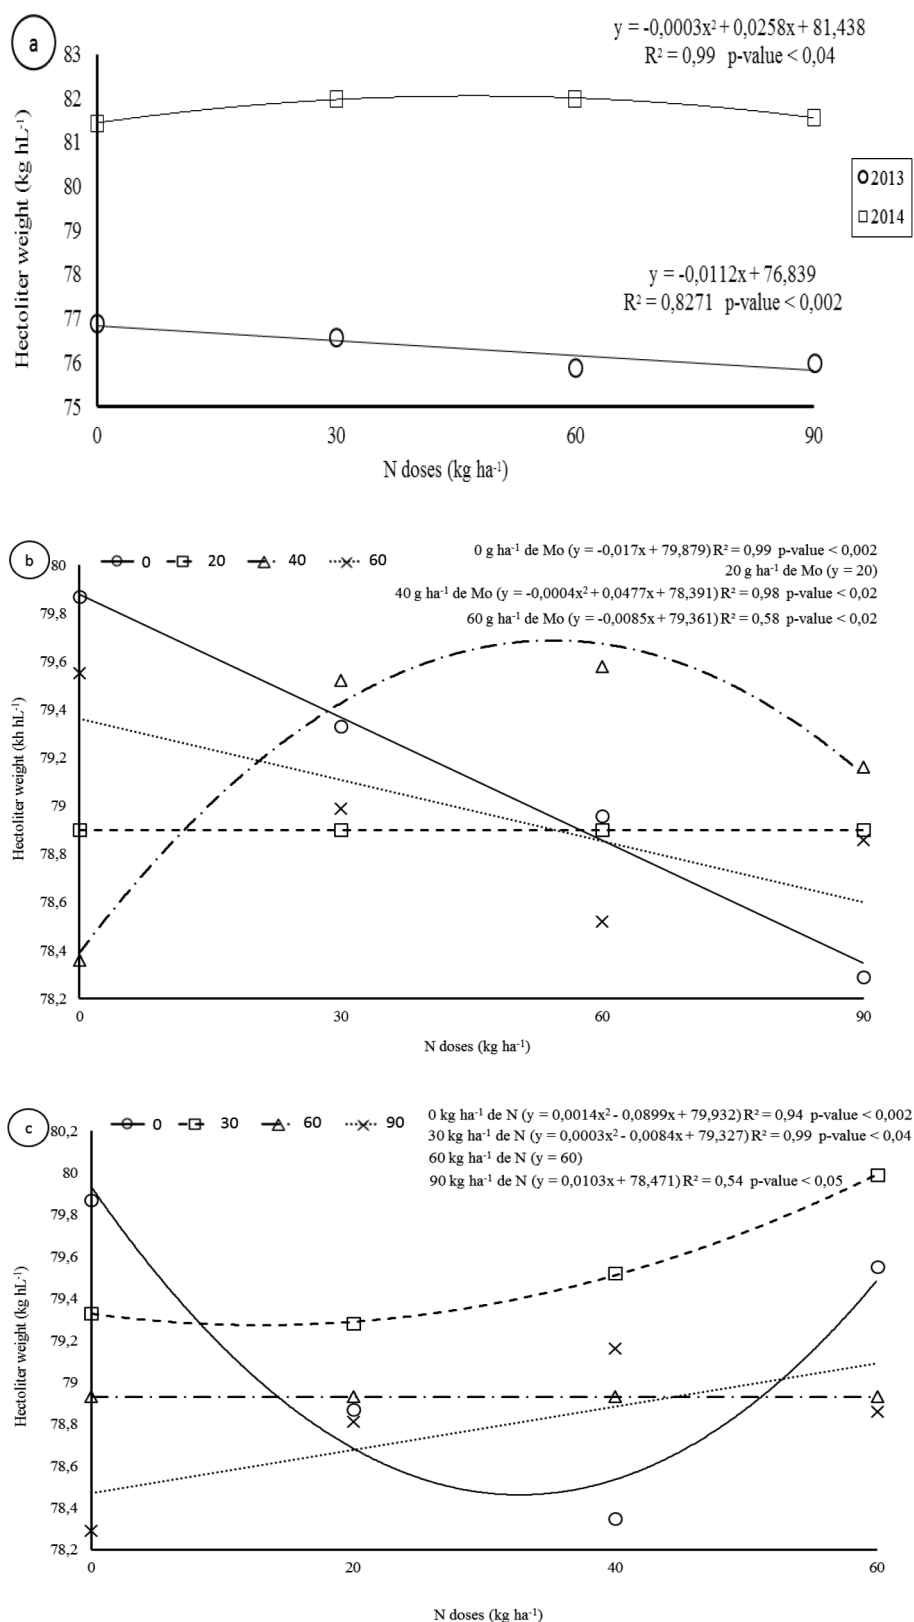 a
y = -0,0003x² + 0,0258x + 81,438
R² = 0,99 p-value < 0,04
83
82
81
80
79
78
77
76
75
Hectoliter weight (kg hL⁻¹)
2013
2014
y = -0,0112x + 76,839
R² = 0,8271 p-value < 0,002
0 30 60 90
N doses (kg ha⁻¹)
b
0 20 40 60
0 g ha⁻¹ de Mo (y = -0,017x + 79,879) R² = 0,99 p-value < 0,002
20 g ha⁻¹ de Mo (y = 20)
40 g ha⁻¹ de Mo (y = -0,0004x² + 0,0477x + 78,391) R² = 0,98 p-value < 0,02
60 g ha⁻¹ de Mo (y = -0,0085x + 79,361) R² = 0,58 p-value < 0,02
80
79,8
79,6
79,4
79,2
79
78,8
78,6
78,4
78,2
Hectoliter weight (kh hL⁻¹)
0 30 60 90
N doses (kg ha⁻¹)
c
0 30 60 90
0 kg ha⁻¹ de N (y = 0,0014x² - 0,0899x + 79,932) R² = 0,94 p-value < 0,002
30 kg ha⁻¹ de N (y = 0,0003x² - 0,0084x + 79,327) R² = 0,99 p-value < 0,04
60 kg ha⁻¹ de N (y = 60)
90 kg ha⁻¹ de N (y = 0,0103x + 78,471) R² = 0,54 p-value < 0,05
80,2
80
79,8
79,6
79,4
79,2
79
78,8
78,6
78,4
78,2
Hectoliter weight (kg hL⁻¹)
0 20 40 60
N doses (kg ha⁻¹)